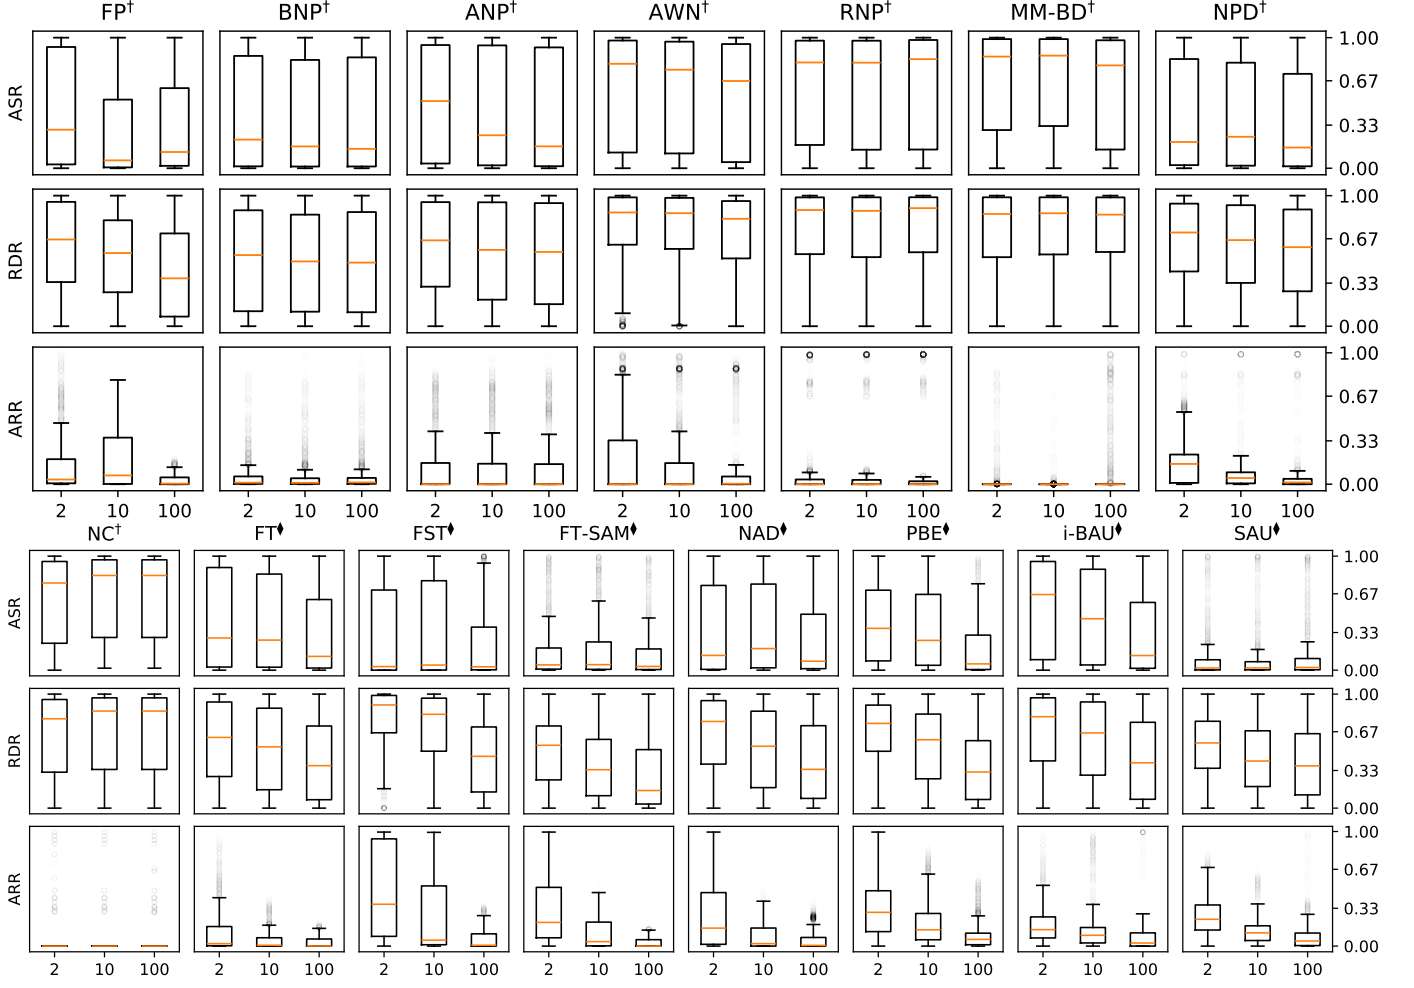 FP† BNP† ANP† AWN† RNP† MM-BD† NPD†
ASR
1.00
0.67
0.33
0.00
RDR
1.00
0.67
0.33
0.00
ARR
1.00
0.67
0.33
0.00
2 10 100 2 10 100 2 10 100 2 10 100 2 10 100 2 10 100 2 10 100
NC† FT♦ FST♦ FT-SAM♦ NAD♦ PBE♦ i-BAU♦ SAU♦
ASR
1.00
0.67
0.33
0.00
RDR
1.00
0.67
0.33
0.00
ARR
1.00
0.67
0.33
0.00
2 10 100 2 10 100 2 10 100 2 10 100 2 10 100 2 10 100 2 10 100 2 10 100